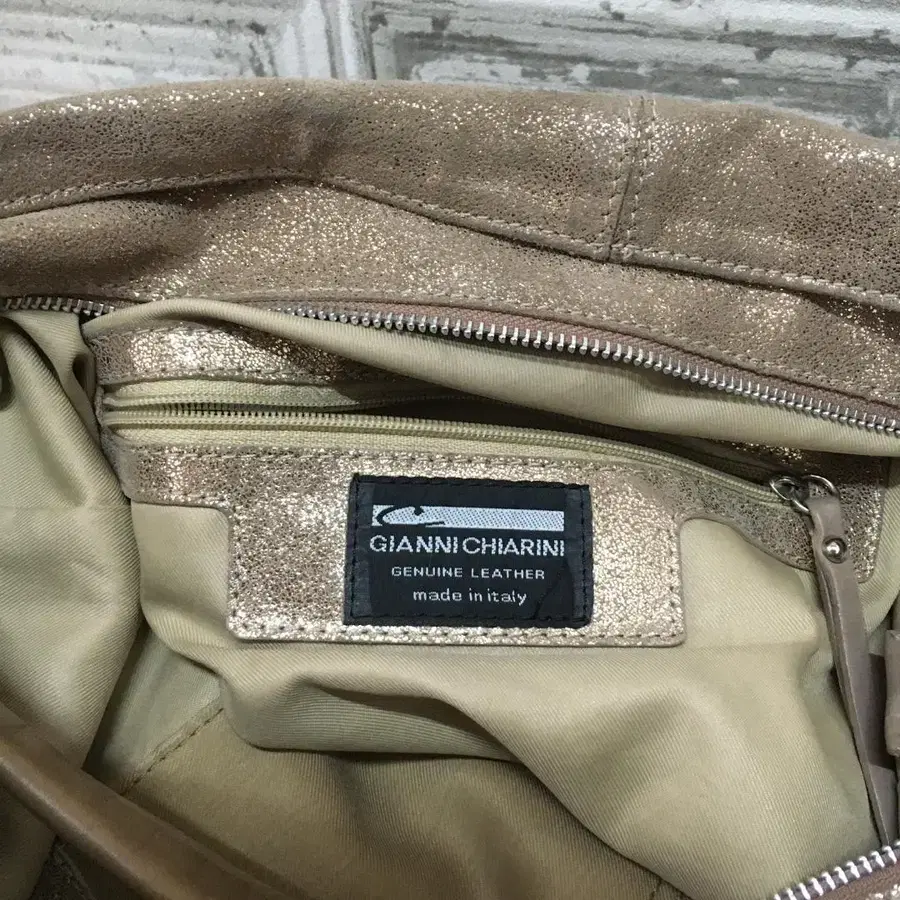 GIANNI CHIARINI
GENUINE LEATHER
made in italy